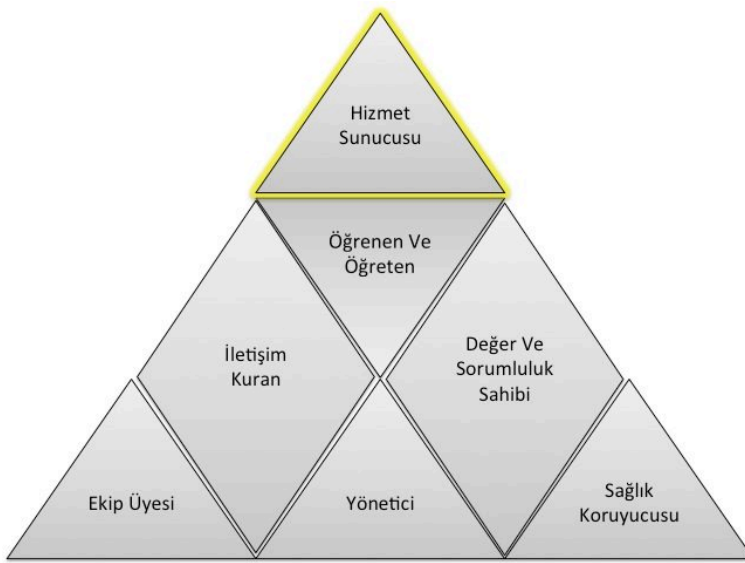 Hizmet
Sunucusu
Öğrenen Ve
Öğreten
İletişim
Kuran
Değer Ve
Sorumluluk
Sahibi
Ekip Üyesi
Yönetici
Sağlık
Koruyucusu